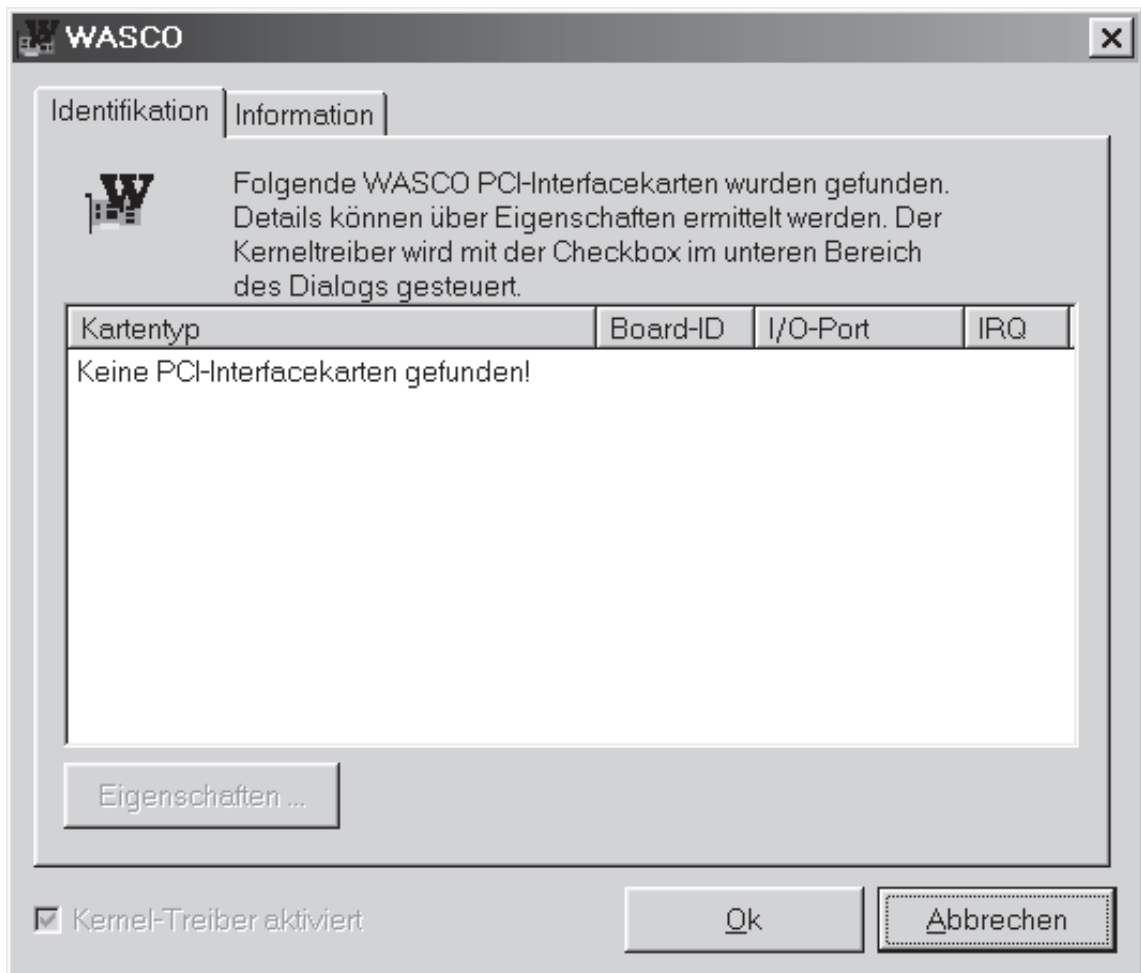 WASCO
Identifikation
Information
Folgende WASCO PCI-Interfacekarten wurden gefunden.
Details können über Eigenschaften ermittelt werden. Der
Kerneltreiber wird mit der Checkbox im unteren Bereich
des Dialogs gesteuert.
Kartentyp Board-ID I/O-Port IRQ
Keine PCI-Interfacekarten gefunden!
Eigenschaften ...
Kernel-Treiber aktiviert
Ok
Abbrechen